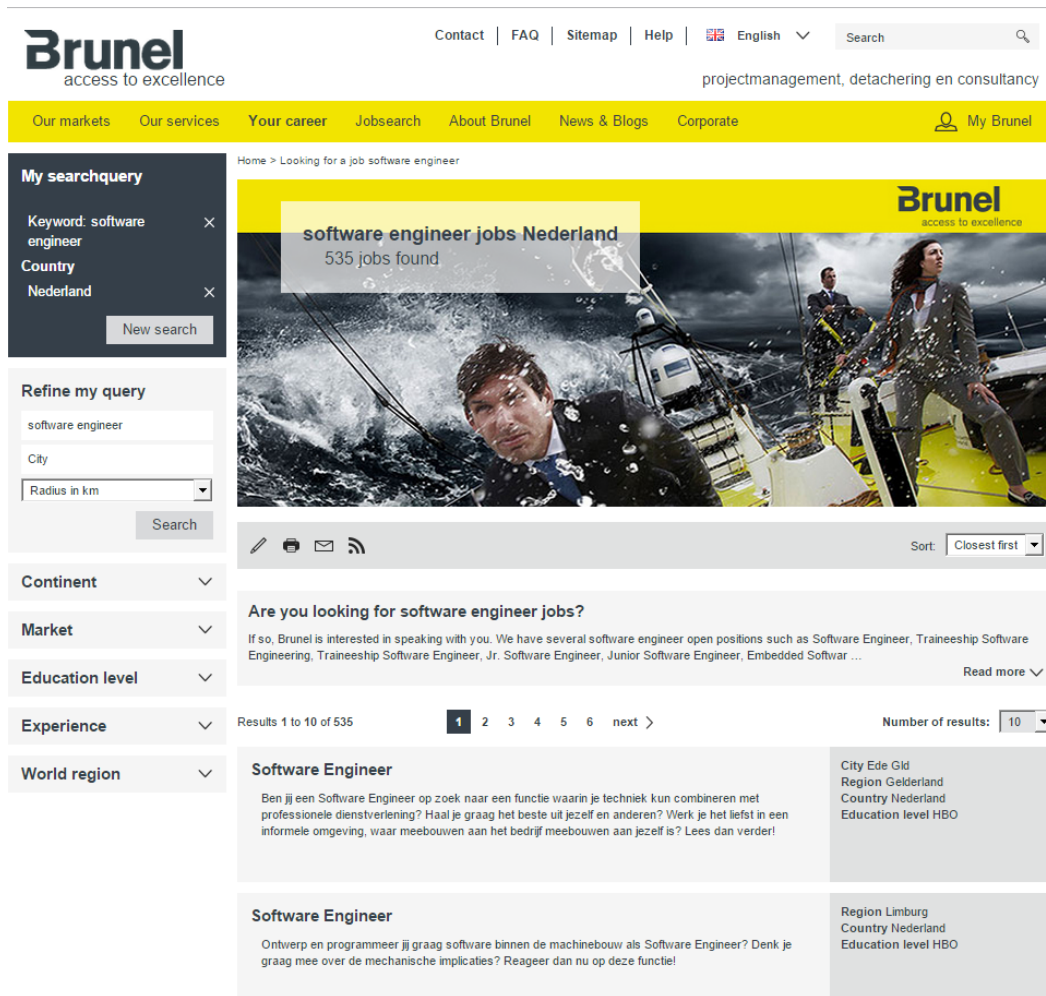 Brunel
access to excellence
Contact FAQ Sitemap Help English Search
projectmanagement, detachering en consultancy
Our markets Our services Your career Jobsearch About Brunel News & Blogs Corporate My Brunel
My searchquery
Keyword: software
engineer
Country
Nederland
New search
Refine my query
software engineer
City
Radius in km
Search
Continent
Market
Education level
Experience
World region
Home > Looking for a job software engineer
Brunel
access to excellence
software engineer jobs Nederland
535 jobs found
Sort: Closest first
Are you looking for software engineer jobs?
If so, Brunel is interested in speaking with you. We have several software engineer open positions such as Software Engineer, Traineeship Software
Engineering, Traineeship Software Engineer, Jr. Software Engineer, Junior Software Engineer, Embedded Softwar ...
Read more
Results 1 to 10 of 535 1 2 3 4 5 6 next Number of results: 10
Software Engineer
Ben jij een Software Engineer op zoek naar een functie waarin je techniek kun combineren met
professionele dienstverlening? Haal je graag het beste uit jezelf en anderen? Werk je het liefst in een
informele omgeving, waar meebouwen aan het bedrijf meebouwen aan jezelf is? Lees dan verder!
City Ede Gld
Region Gelderland
Country Nederland
Education level HBO
Software Engineer
Ontwerp en programmeer jij graag software binnen de machinebouw als Software Engineer? Denk je
graag mee over de mechanische implicaties? Reageer dan nu op deze functie!
Region Limburg
Country Nederland
Education level HBO